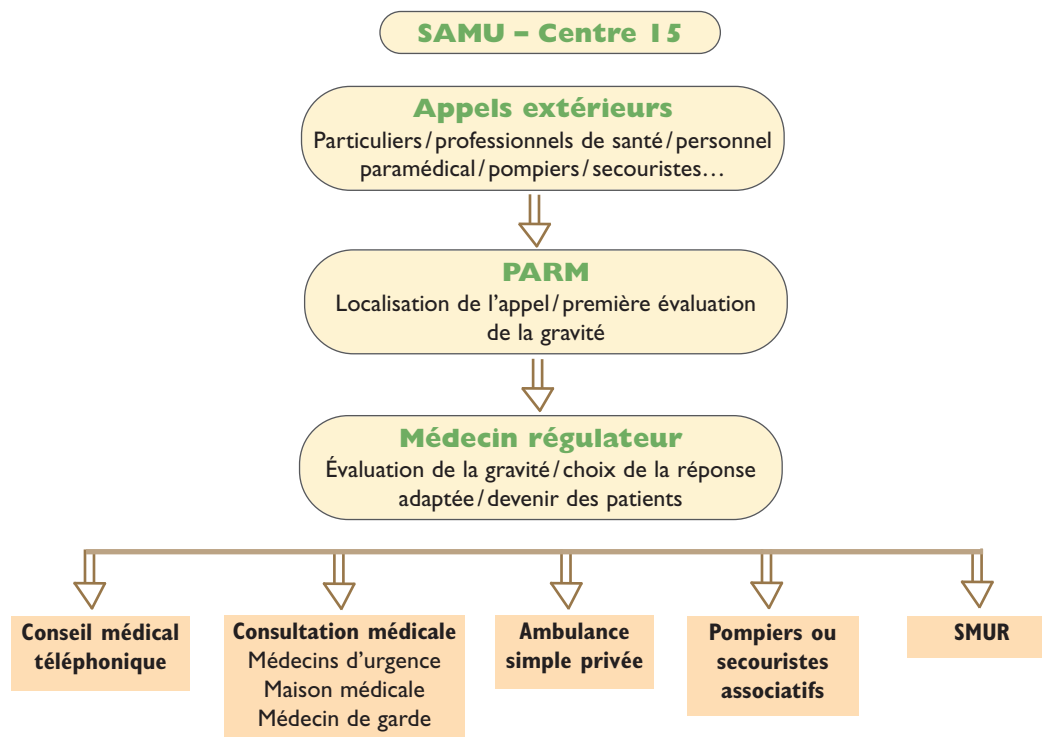 SAMU – Centre 15
Appels extérieurs
Particuliers/professionnels de santé/personnel
paramédical/pompiers/secouristes…
PARM
Localisation de l’appel/première évaluation
de la gravité
Médecin régulateur
Évaluation de la gravité/choix de la réponse
adaptée/devenir des patients
Conseil médical
téléphonique
Consultation médicale
Médecins d’urgence
Maison médicale
Médecin de garde
Ambulance
simple privée
Pompiers ou
secouristes
associatifs
SMUR